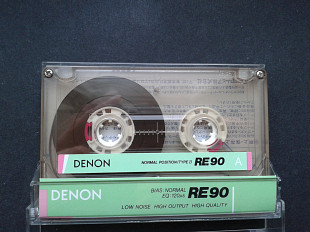 DENON
NORMAL POSITION/TYPE I
RE90
A
DENON
BIAS: NORMAL
EQ: 120μs
RE90
LOW NOISE HIGH OUTPUT HIGH QUALITY